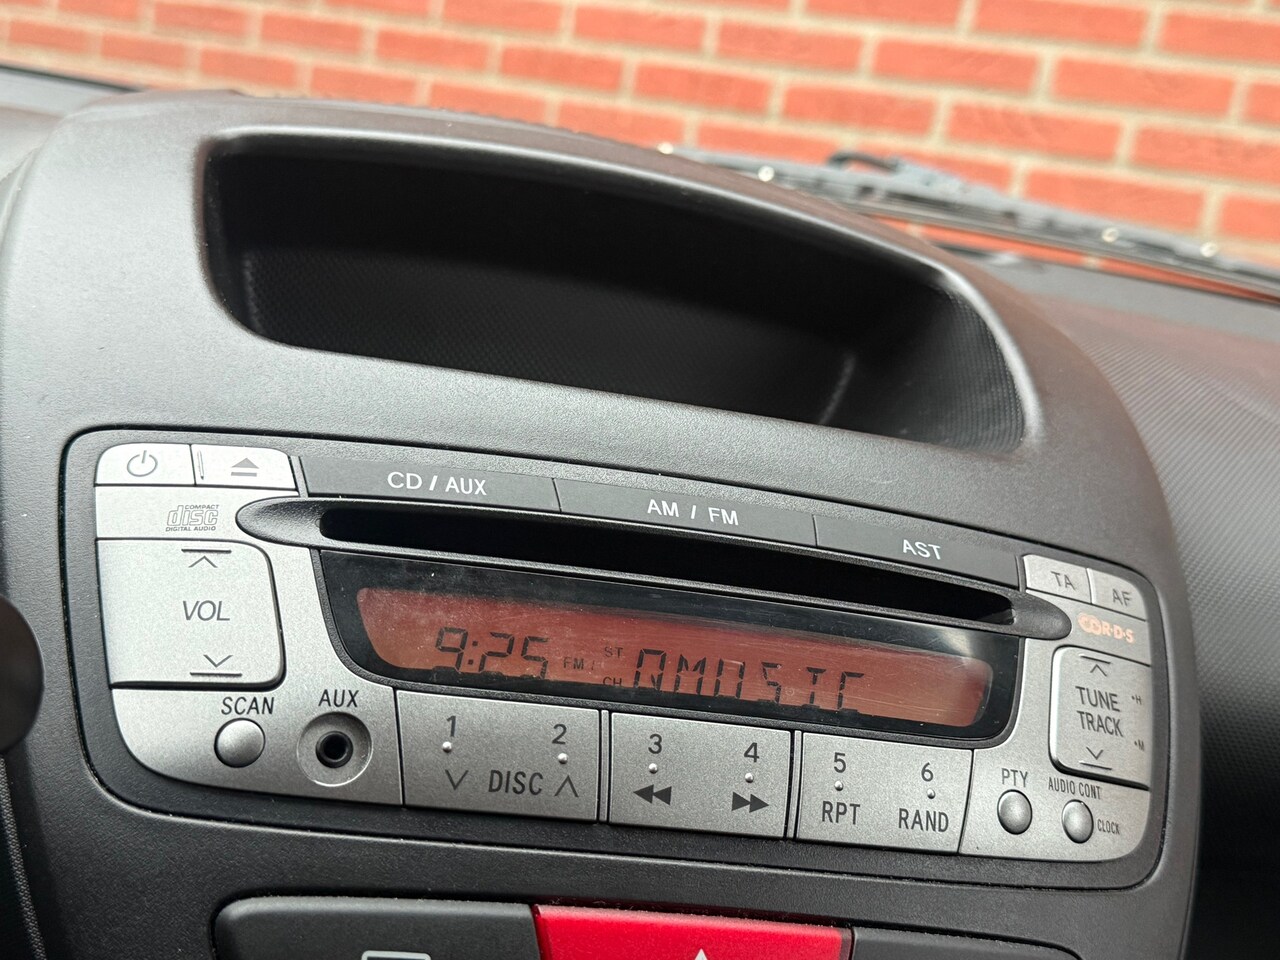 CD / AUX
AM / FM
AST
TA
AF
COMPACT
disc
DIGITAL AUDIO
R·D·S
VOL
9:25
FM
ST
CH
QMUSIC
TUNE
TRACK
•H
•M
SCAN
AUX
1
2
DISC
3
4
5
6
RPT
RAND
PTY
AUDIO CONT
CLOCK